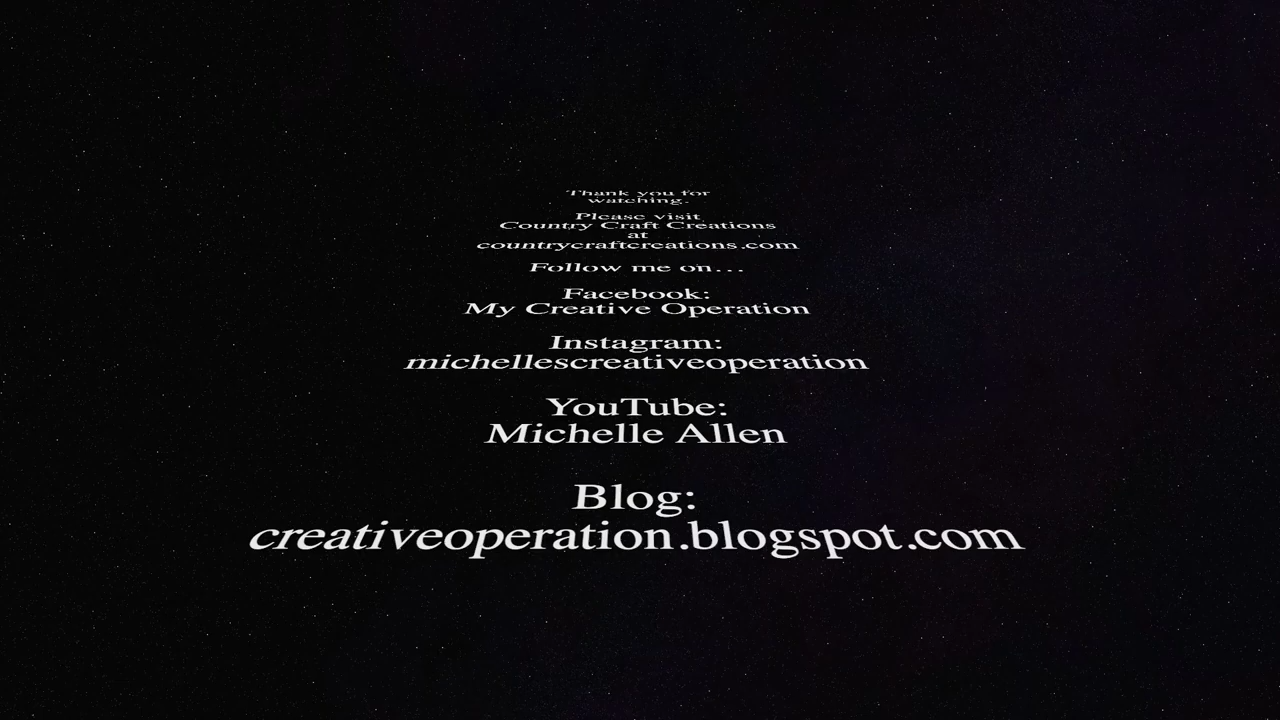 Thank you for
watching.
Please visit
Country Craft Creations
at
countrycraftcreations.com
Follow me on...
Facebook:
My Creative Operation
Instagram:
michellescreativeoperation
YouTube:
Michelle Allen
Blog:
creativeoperation.blogspot.com